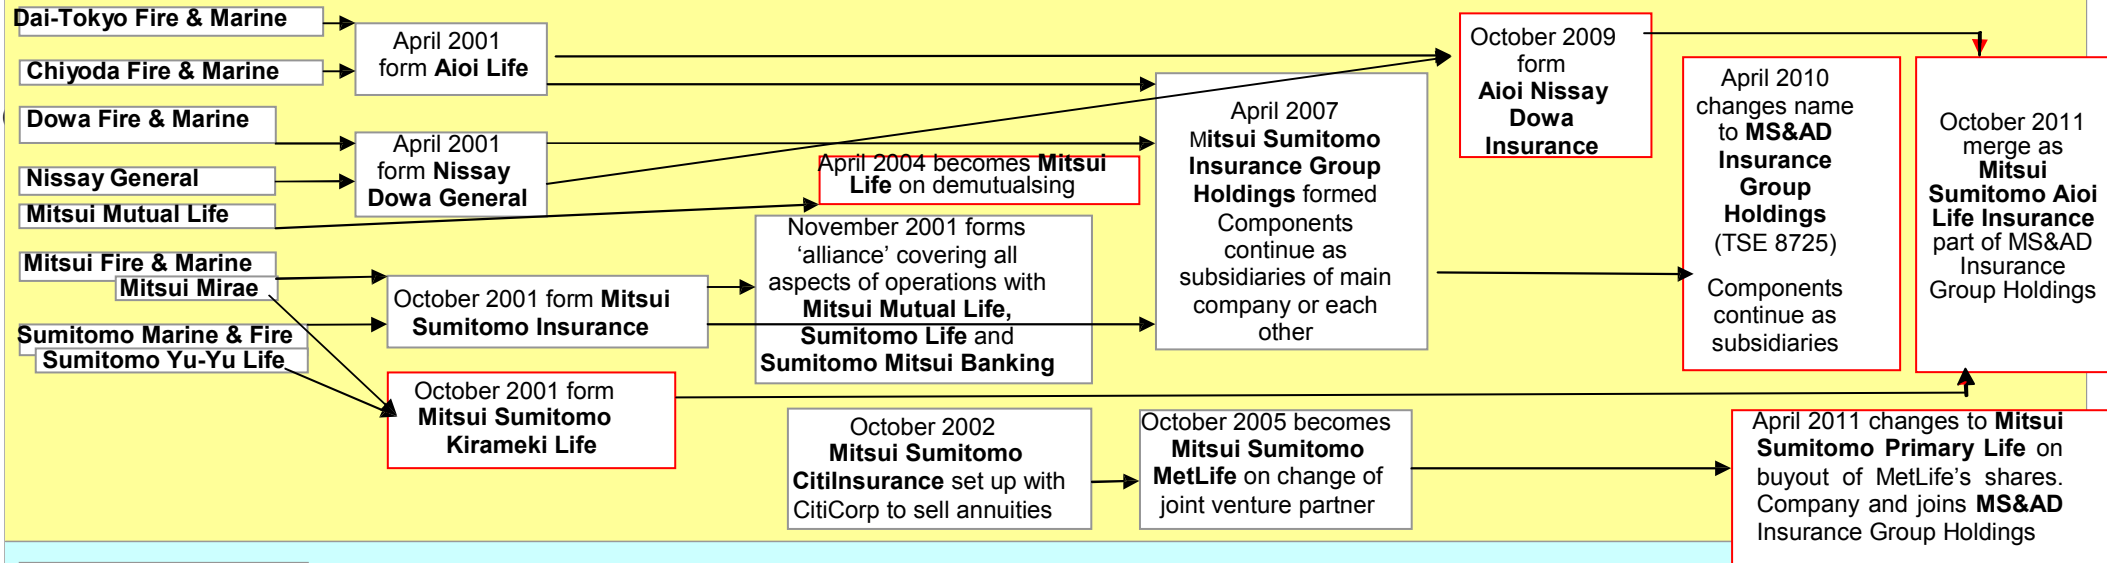 Dai-Tokyo Fire & Marine
Chiyoda Fire & Marine
Dowa Fire & Marine
Nissay General
Mitsui Mutual Life
Mitsui Fire & Marine
Mitsui Mirae
Sumitomo Marine & Fire
Sumitomo Yu-Yu Life
April 2001
form Aioi Life
April 2001
form Nissay
Dowa General
October 2001 form Mitsui
Sumitomo Insurance
October 2001 form
Mitsui Sumitomo
Kirameki Life
April 2004 becomes Mitsui
Life on demutualsing
November 2001 forms
‘alliance’ covering all
aspects of operations with
Mitsui Mutual Life,
Sumitomo Life and
Sumitomo Mitsui Banking
October 2002
Mitsui Sumitomo
CitiInsurance set up with
CitiCorp to sell annuities
April 2007
Mitsui Sumitomo
Insurance Group
Holdings formed
Components
continue as
subsidiaries of main
company or each
other
October 2005 becomes
Mitsui Sumitomo
MetLife on change of
joint venture partner
October 2009
form
Aioi Nissay
Dowa
Insurance
April 2010
changes name
to MS&AD
Insurance
Group
Holdings
(TSE 8725)
Components
continue as
subsidiaries
October 2011
merge as
Mitsui
Sumitomo Aioi
Life Insurance
part of MS&AD
Insurance
Group Holdings
April 2011 changes to Mitsui
Sumitomo Primary Life on
buyout of MetLife’s shares.
Company and joins MS&AD
Insurance Group Holdings